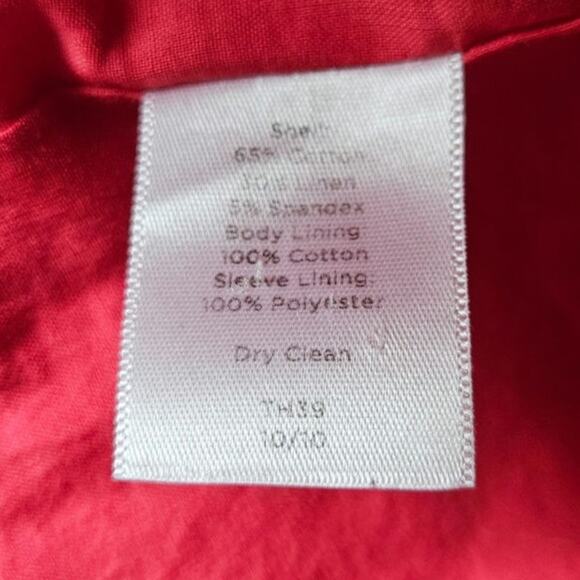 Shell:
65% Cotton
30% Linen
5% Spandex
Body Lining:
100% Cotton
Sleeve Lining:
100% Polyester
Dry Clean
TH39
10/10